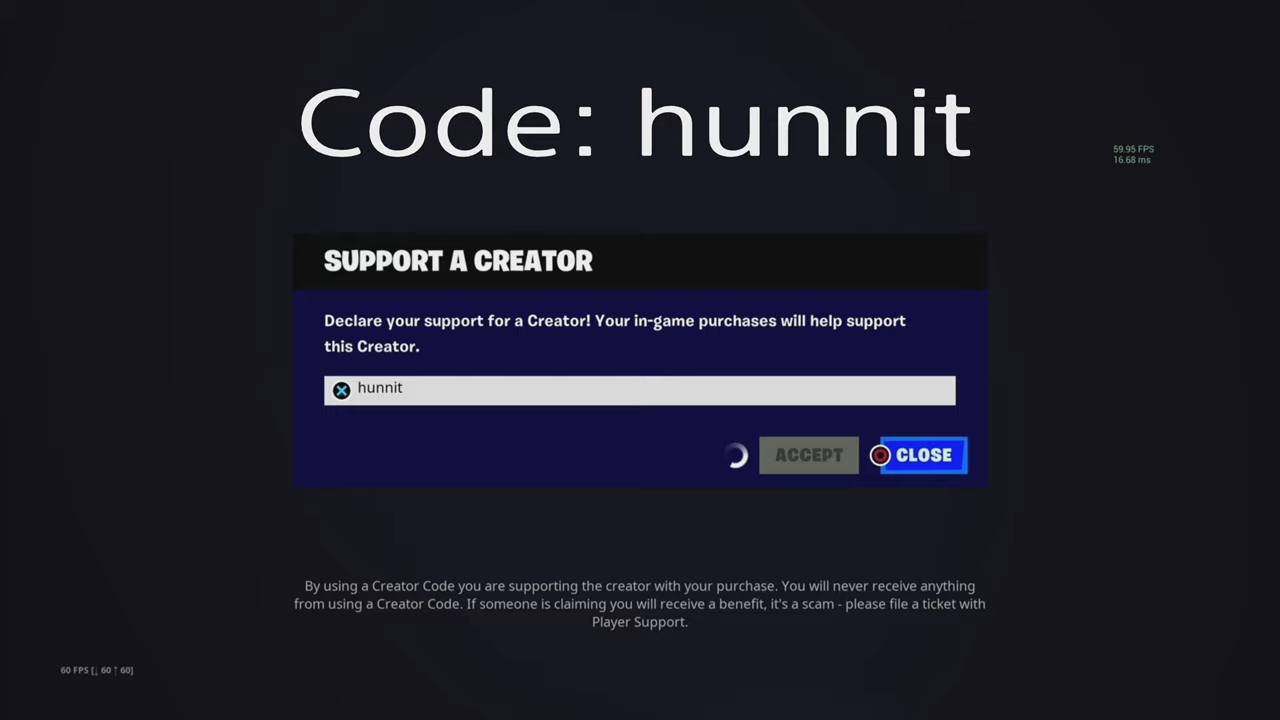 Code: hunnit
59.95 FPS
16.68 ms
SUPPORT A CREATOR
Declare your support for a Creator! Your in-game purchases will help support
this Creator.
hunnit
ACCEPT
CLOSE
By using a Creator Code you are supporting the creator with your purchase. You will never receive anything
from using a Creator Code. If someone is claiming you will receive a benefit, it's a scam - please file a ticket with
Player Support.
60 FPS [↓ 60 ↑ 60]